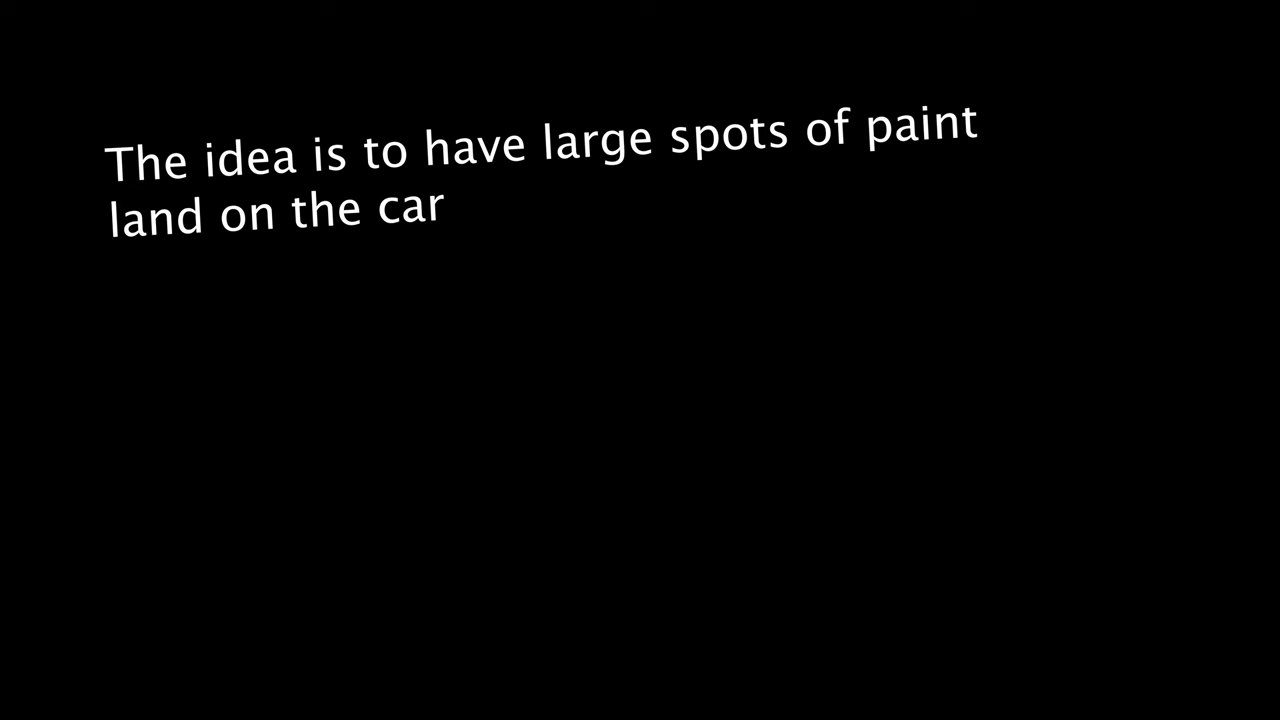 The idea is to have large spots of paint
land on the car